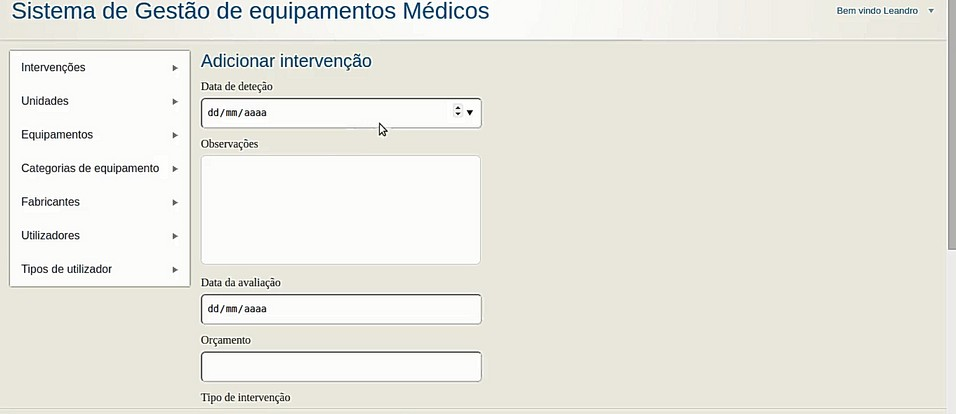 Sistema de Gestão de equipamentos Médicos
Bem vindo Leandro
Intervenções
Unidades
Equipamentos
Categorias de equipamento
Fabricantes
Utilizadores
Tipos de utilizador
Adicionar intervenção
Data de deteção
dd/mm/aaaa
Observações
Data da avaliação
dd/mm/aaaa
Orçamento
Tipo de intervenção